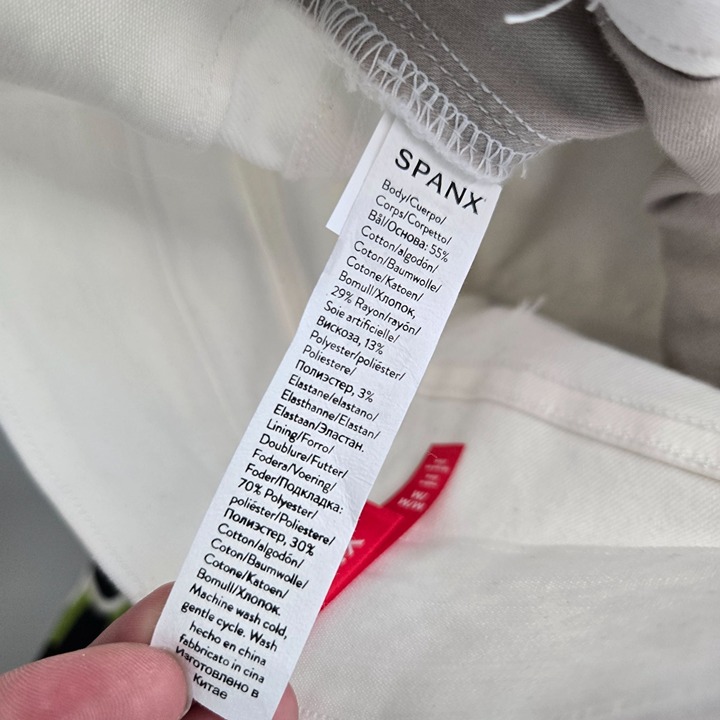 SPANX
Body/Cuerpo/
Corps/Corpetto/
Bål/Основа: 55%
Cotton/algodón/
Coton/Baumwolle/
Cotone/Katoen/
Bomull/Хлопок,
29% Rayon/rayón/
Soie artificielle/
Вискоза, 13%
Polyester/poliéster/
Poliestere/
Полиэстер, 3%
Elastane/elastano/
Elasthanne/Elastan/
Elastaan/Эластан.
Lining/Forro/
Doublure/Futter/
Fodera/Voering/
Foder/Подкладка:
70% Polyester/
poliéster/Poliestere/
Полиэстер, 30%
Cotton/algodón/
Coton/Baumwolle/
Cotone/Katoen/
Bomull/Хлопок.
Machine wash cold,
gentle cycle. Wash
hecho en china
fabbricato in cina
Изготовлено в
Китае